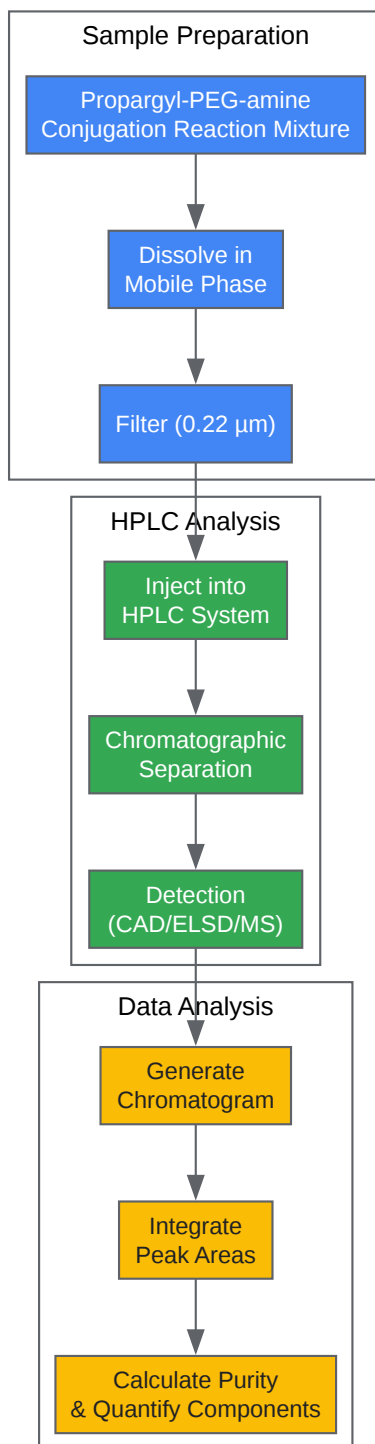 Sample Preparation
Propargyl-PEG-amine
Conjugation Reaction Mixture
Dissolve in
Mobile Phase
Filter (0.22 µm)
HPLC Analysis
Inject into
HPLC System
Chromatographic
Separation
Detection
(CAD/ELSD/MS)
Data Analysis
Generate
Chromatogram
Integrate
Peak Areas
Calculate Purity
& Quantify Components